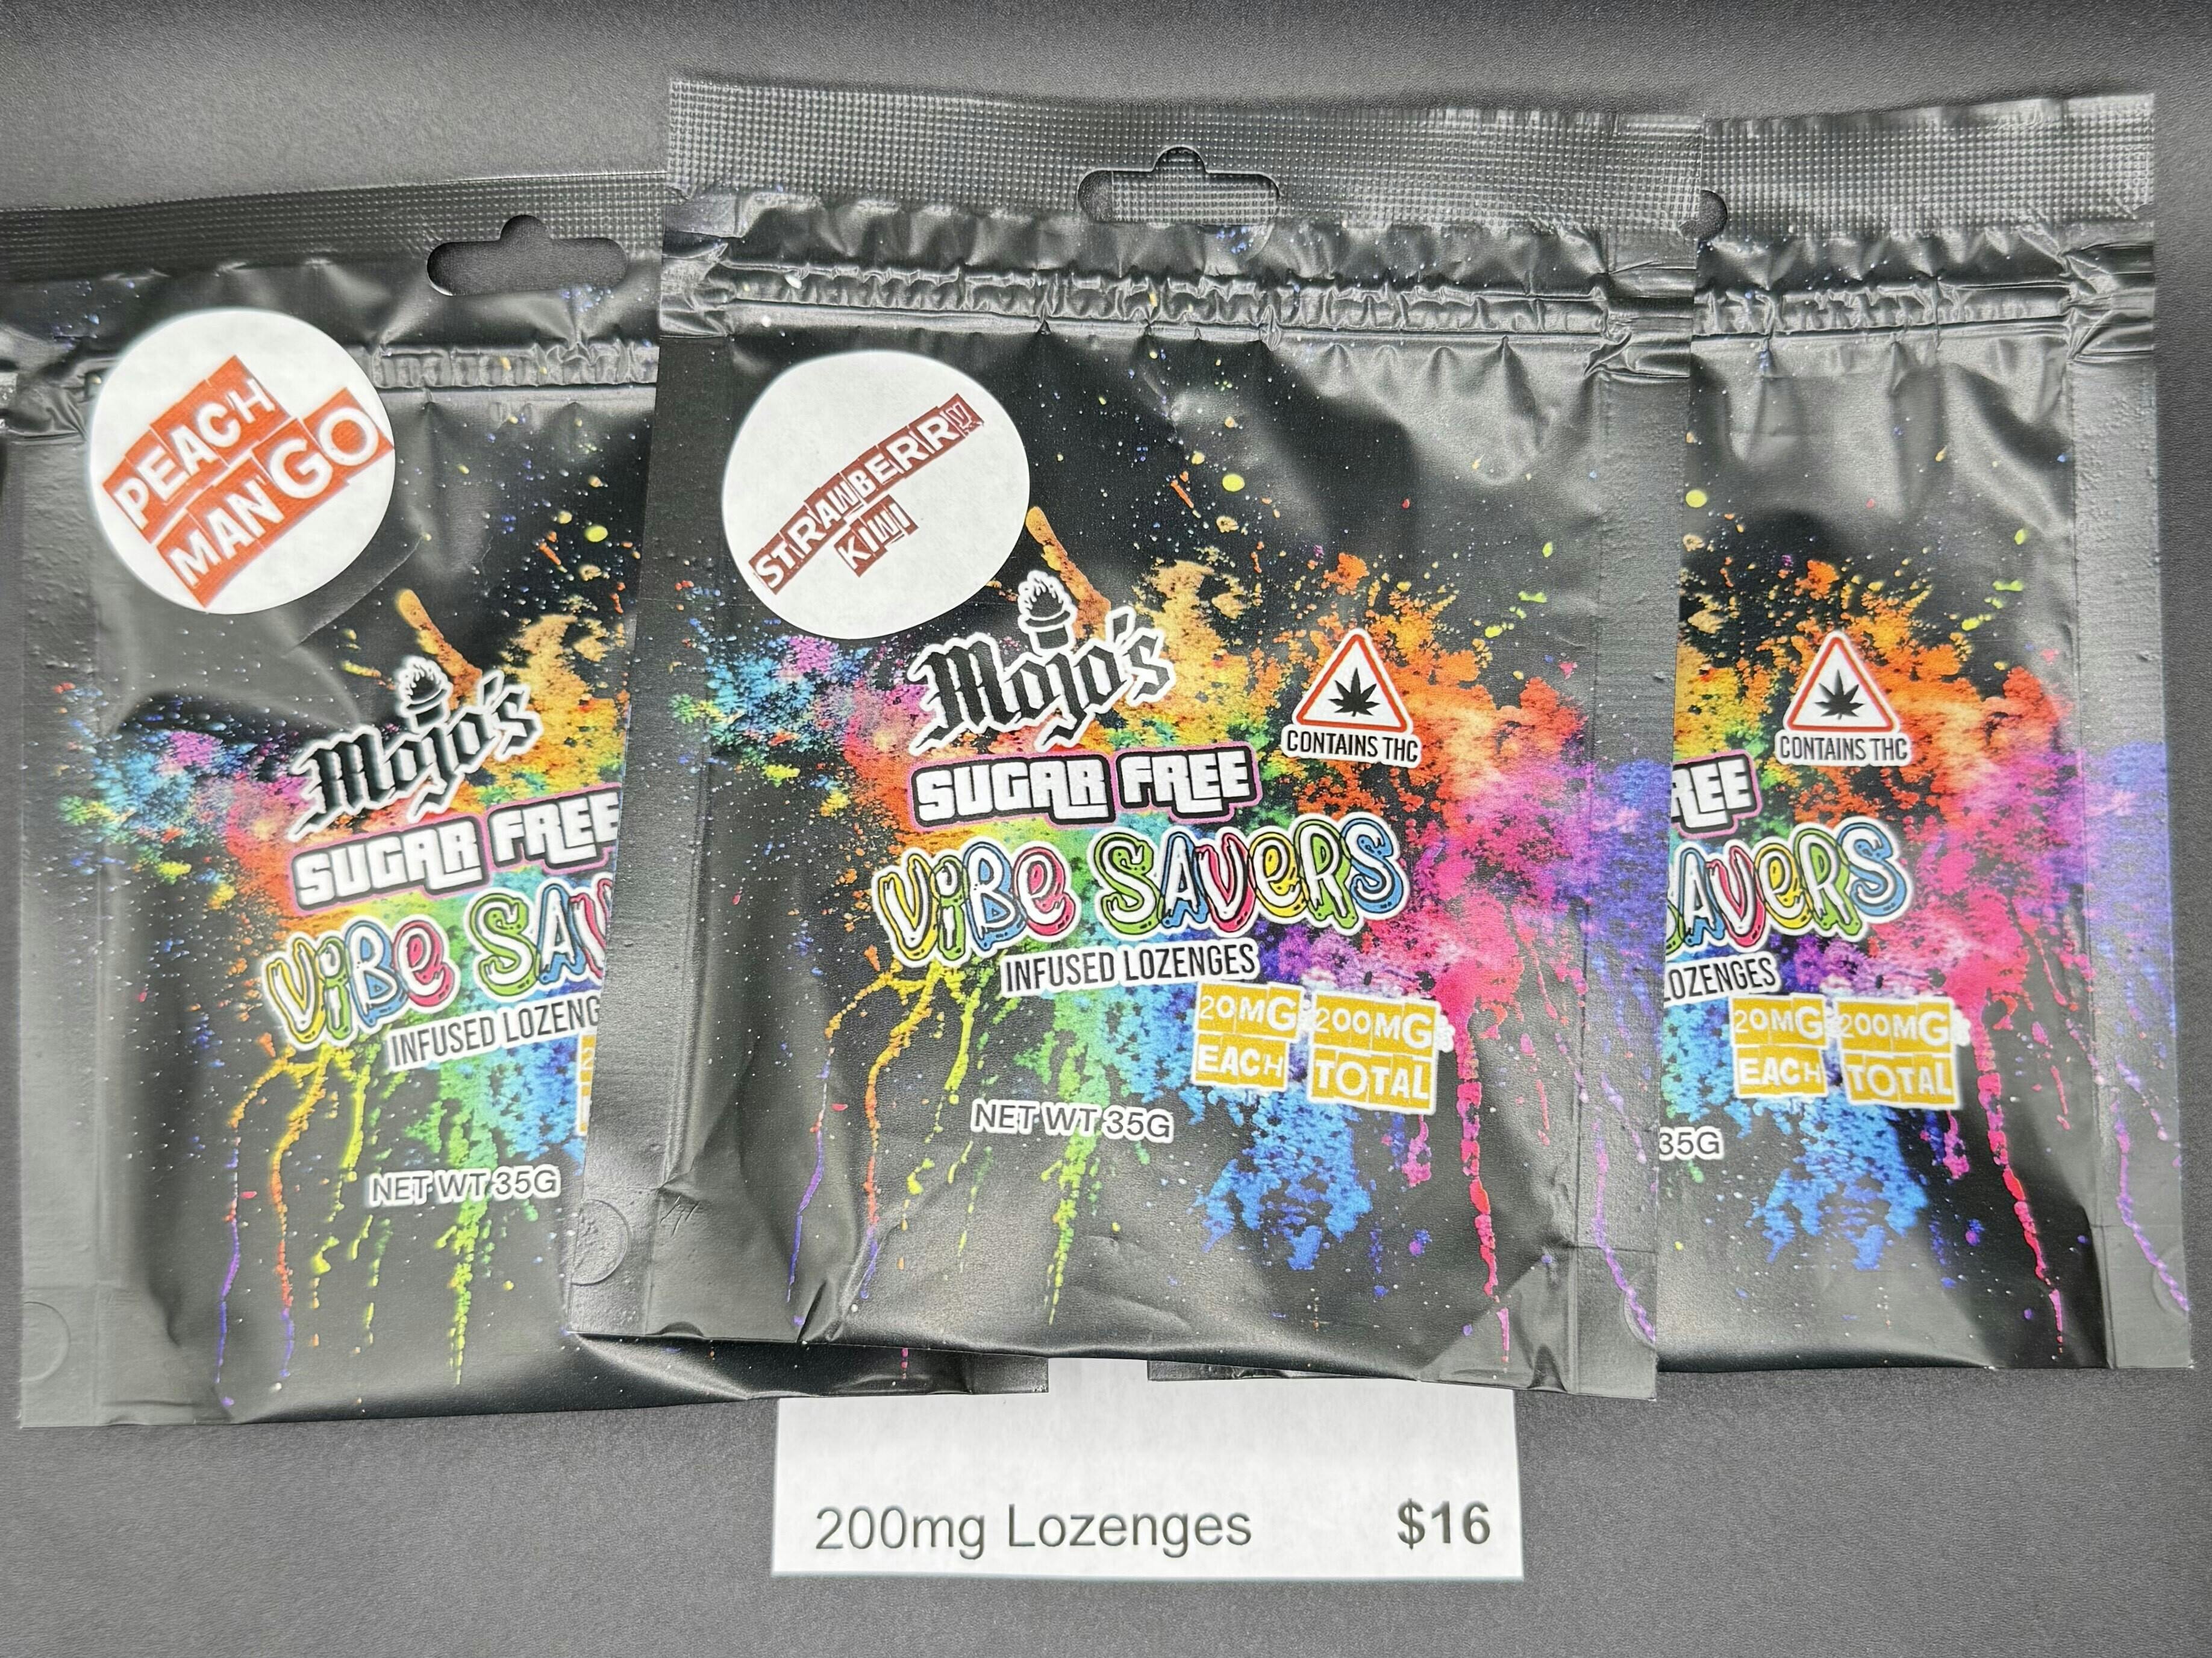 PEACH
MANGO
Mojo's
SUGAR FREE
VIBE SAV
INFUSED LOZENG
NET WT 35G
STRAWBERRY
KIWI
Mojo's
SUGAR FREE
VIBE SAVERS
INFUSED LOZENGES
20MG EACH
200MG TOTAL
CONTAINS THC
NET WT 35G
CONTAINS THC
REE
AVERS
LOZENGES
20MG EACH
200MG TOTAL
35G
200mg Lozenges $16